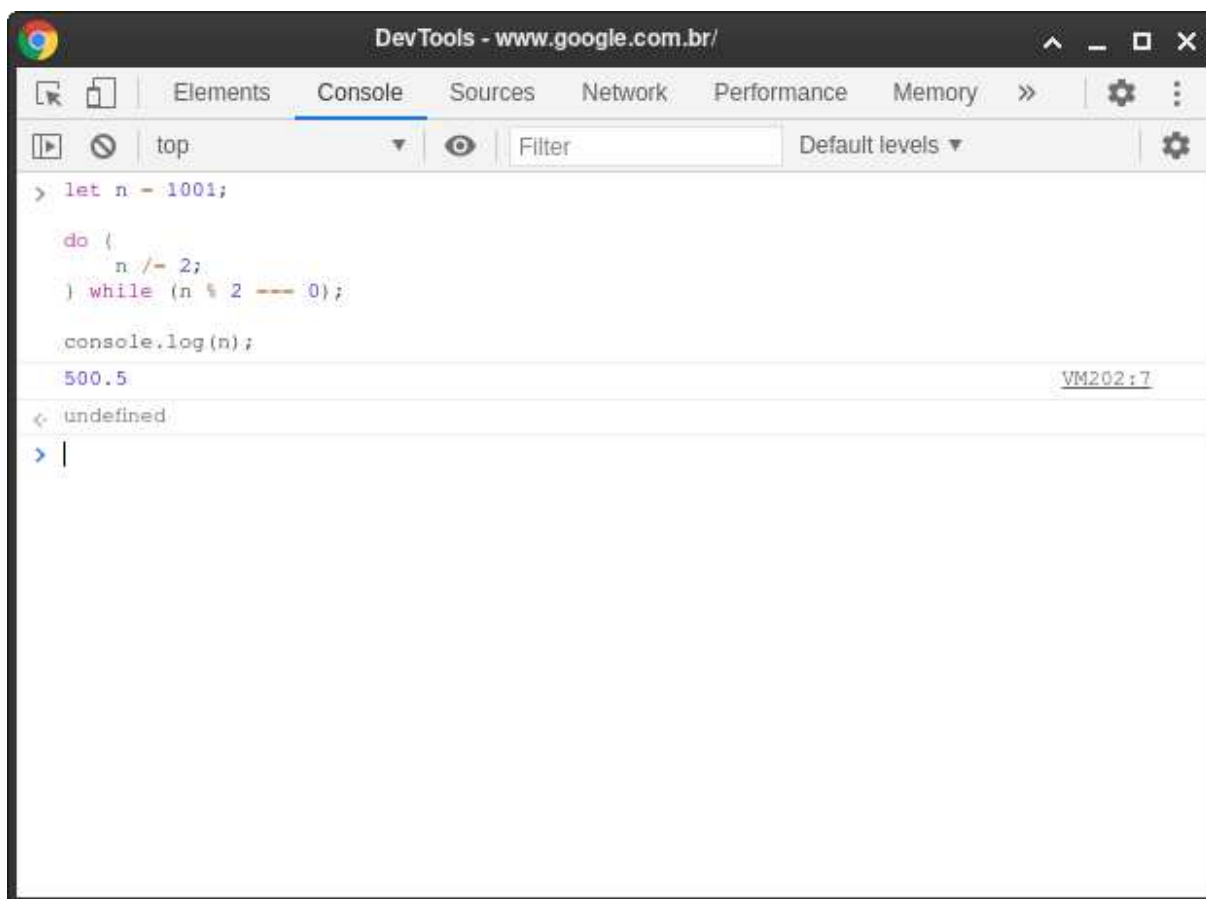 DevTools - www.google.com.br/
Elements Console Sources Network Performance Memory »
top Filter Default levels ▼
> let n = 1001;
do {
n /= 2;
} while (n % 2 === 0);
console.log(n);
500.5 VM202:7
undefined
>